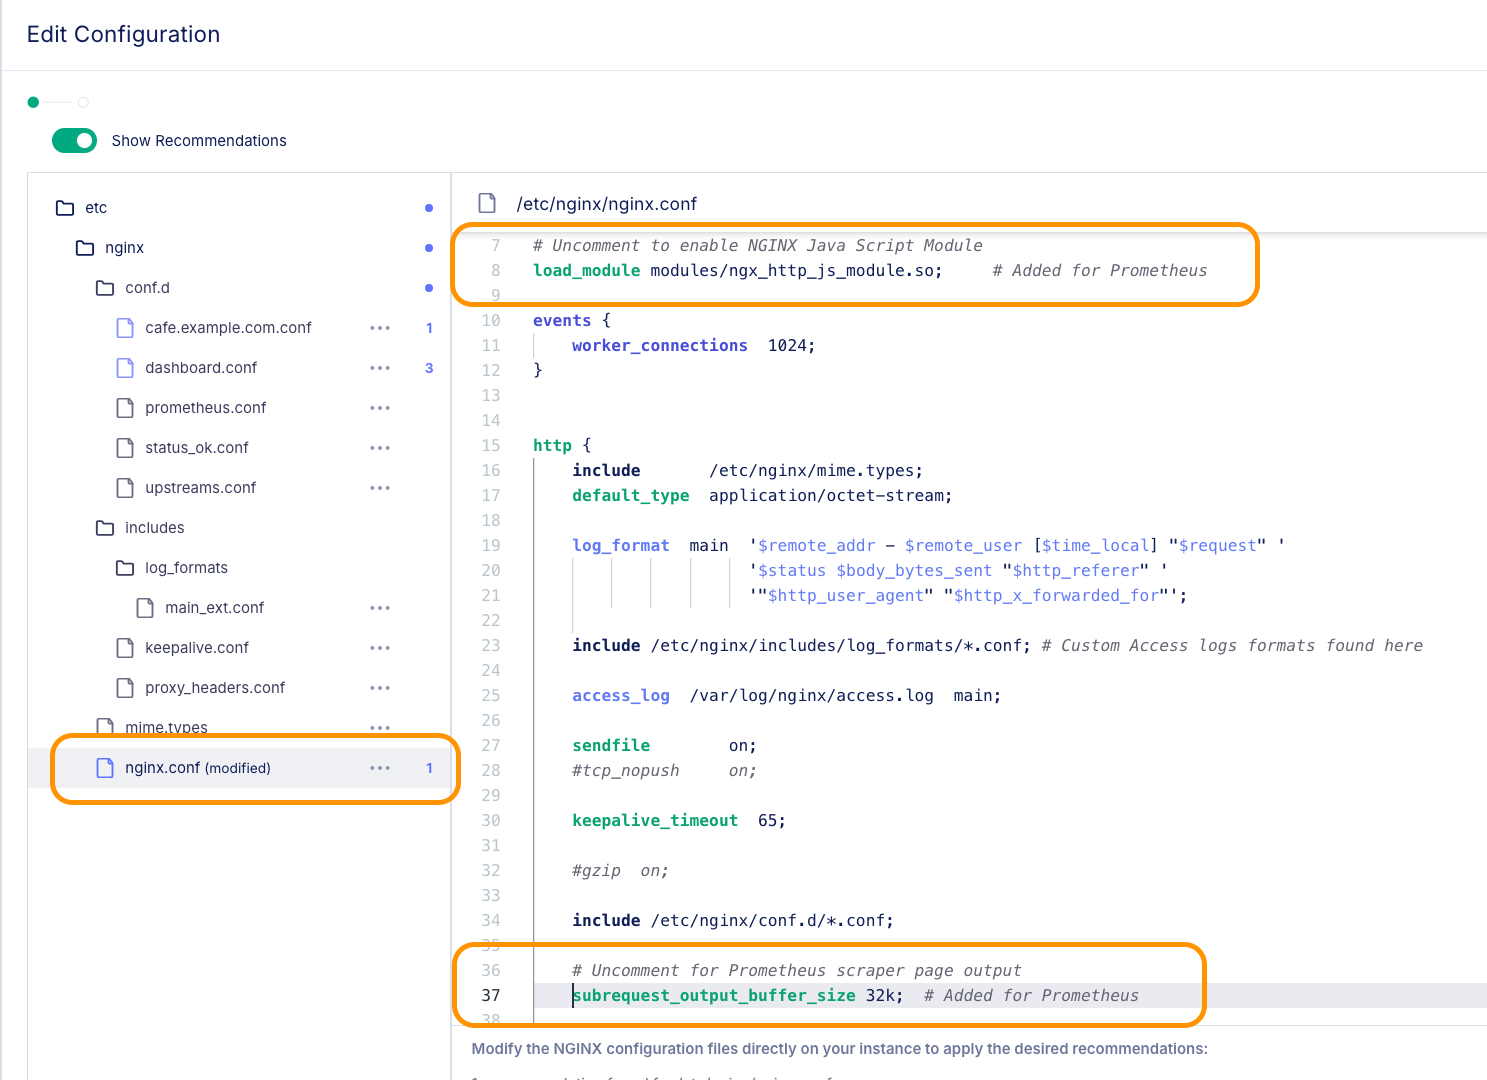 Edit Configuration
Show Recommendations
etc
nginx
conf.d
cafe.example.com.conf 1
dashboard.conf 3
prometheus.conf
status_ok.conf
upstreams.conf
includes
log_formats
main_ext.conf
keepalive.conf
proxy_headers.conf
mime.types
nginx.conf (modified) 1
/etc/nginx/nginx.conf
7 # Uncomment to enable NGINX Java Script Module
8 load_module modules/ngx_http_js_module.so; # Added for Prometheus
9
10 events {
11 worker_connections 1024;
12 }
13
14
15 http {
16 include /etc/nginx/mime.types;
17 default_type application/octet-stream;
18
19 log_format main '$remote_addr - $remote_user [$time_local] "$request" '
20 '$status $body_bytes_sent "$http_referer" '
21 '"$http_user_agent" "$http_x_forwarded_for"';
22
23 include /etc/nginx/includes/log_formats/*.conf; # Custom Access logs formats found here
24
25 access_log /var/log/nginx/access.log main;
26
27 sendfile on;
28 #tcp_nopush on;
29
30 keepalive_timeout 65;
31
32 #gzip on;
33
34 include /etc/nginx/conf.d/*.conf;
35
36 # Uncomment for Prometheus scraper page output
37 subrequest_output_buffer_size 32k; # Added for Prometheus
38
Modify the NGINX configuration files directly on your instance to apply the desired recommendations: